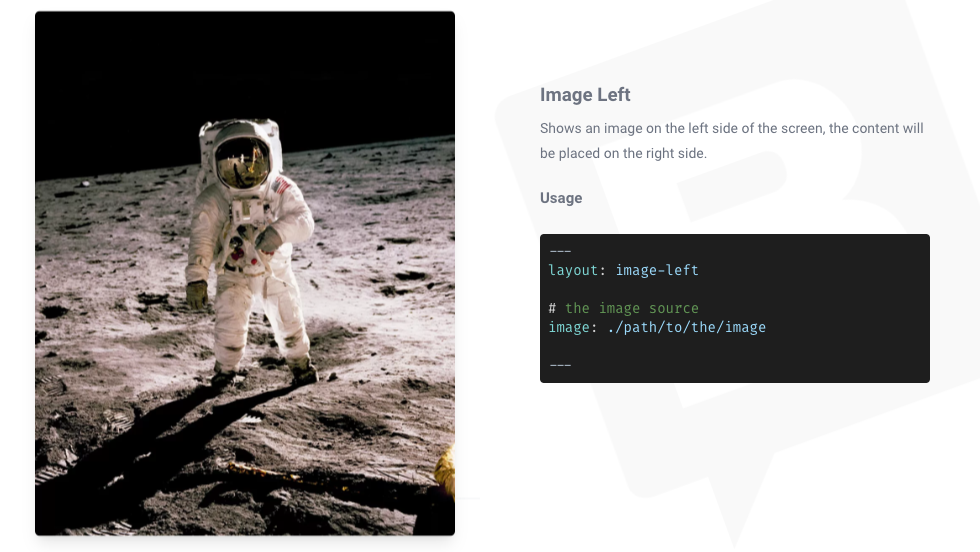 Image Left
Shows an image on the left side of the screen, the content will
be placed on the right side.
Usage
---
layout: image-left
# the image source
image: ./path/to/the/image
---